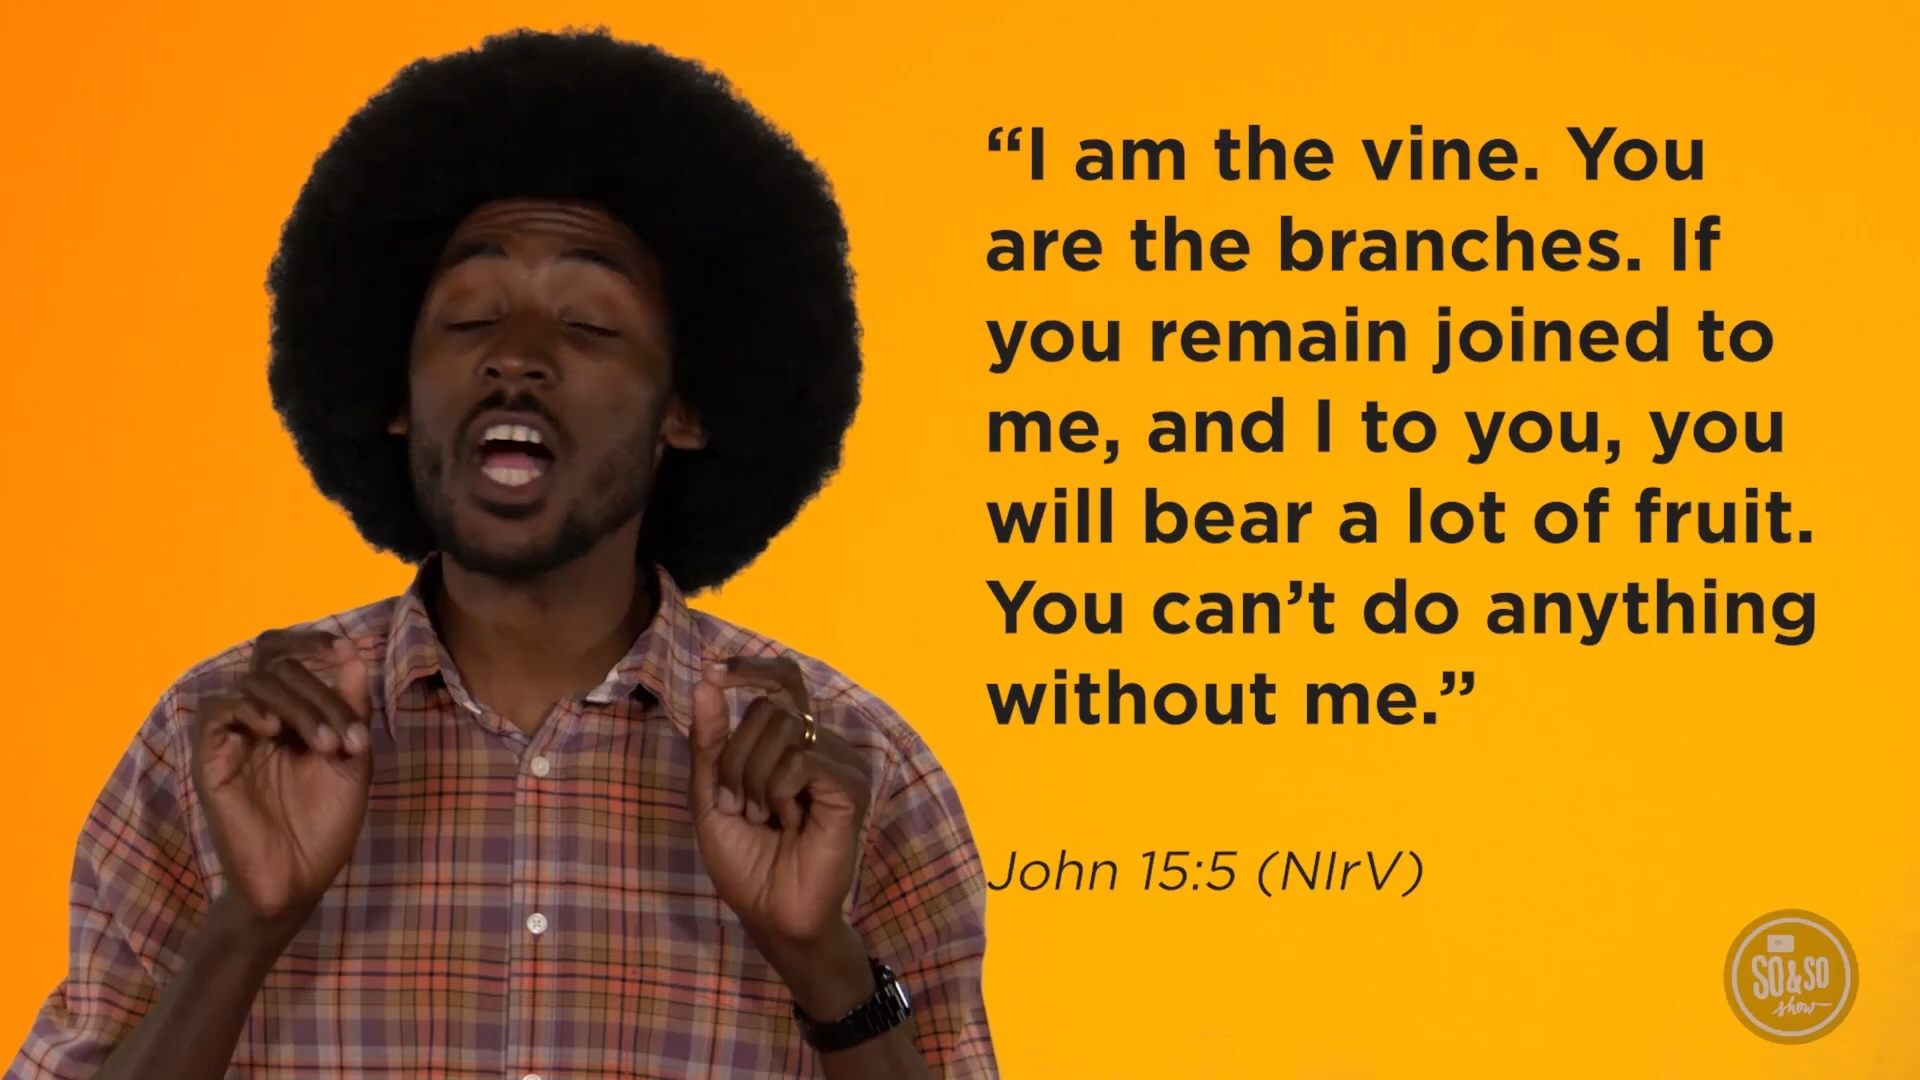 “I am the vine. You
are the branches. If
you remain joined to
me, and I to you, you
will bear a lot of fruit.
You can’t do anything
without me.”
John 15:5 (NIrV)
SO & SO
show